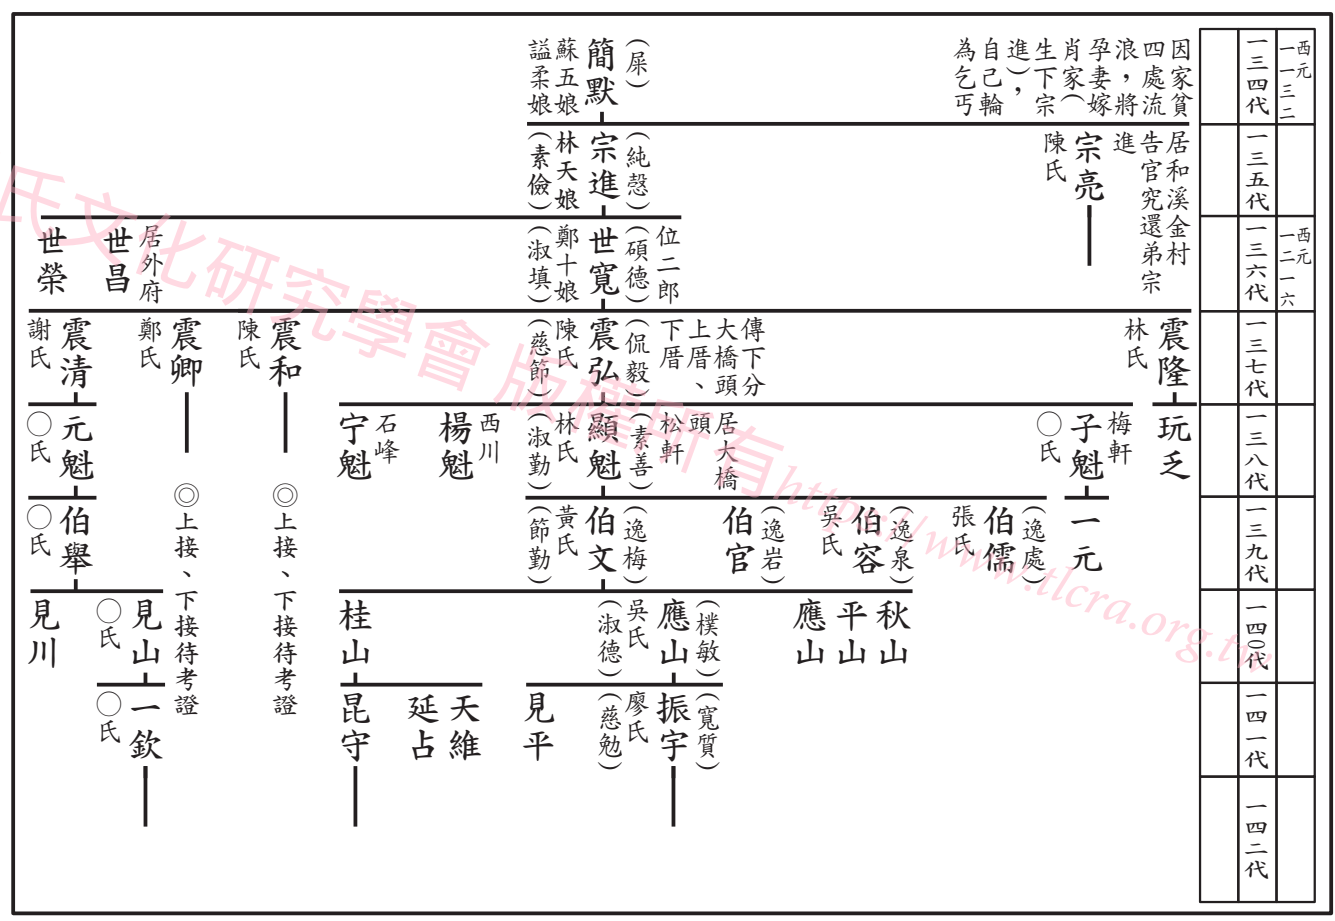 西元一一三二
一三四代
因家貧
四處流
浪，將
孕妻嫁
肖家（
生下宗
進），
自己輪
為乞丐
（屎）
簡默
蘇五娘
謚柔娘
一三五代
居和溪金村
告官究還弟宗
進
宗亮
陳氏
（純愨）
宗進
林天娘
（素儉）
西元一二一六
一三六代
位二郎
（碩德）
世寬
鄭十娘
（淑填）
居外府
世昌
世榮
一三七代
震隆
林氏
傳下分
大橋頭
上厝、
下厝
（侃毅）
震弘
陳氏
（慈節）
震和
陳氏
震卿
鄭氏
震清
謝氏
一三八代
玩乏
梅軒
子魁
〇氏
居大橋
頭
松軒
（素善）
顯魁
林氏
（淑勤）
西川
楊魁
石峰
宁魁
元魁
〇氏
一三九代
一元
（逸處）
伯儒
張氏
（逸泉）
伯容
吳氏
（逸岩）
伯官
（逸梅）
伯文
黃氏
（節勤）
◎上接、下接待考證
◎上接、下接待考證
伯舉
〇氏
一四〇代
秋山
平山
應山
（樸敏）
應山
吳氏
（淑德）
桂山
見山
〇氏
見川
一四一代
（寬質）
振宇
廖氏
（慈勉）
見平
天維
延占
昆守
一欽
〇氏
一四二代
氏文化研究學會 版權所有https://www.tlcra.org.tw